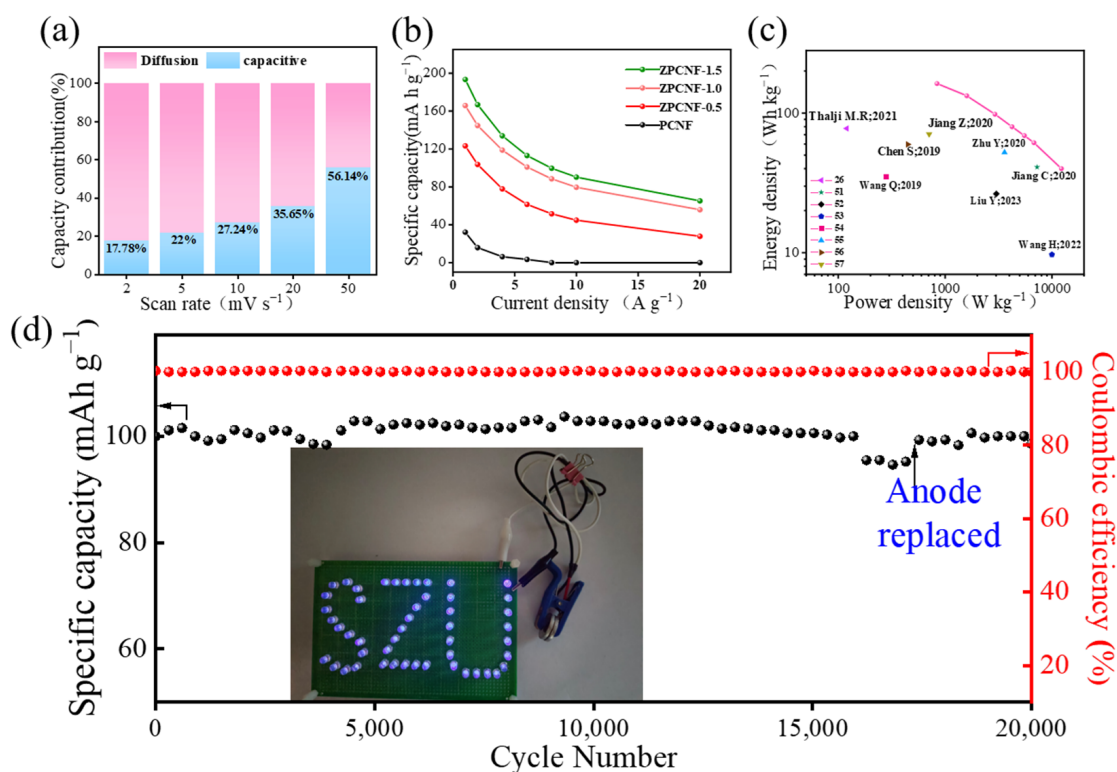 (a)
Diffusion
capacitive
Capacity contribution(%)
100
80
60
40
20
0
17.78%
22%
27.24%
35.65%
56.14%
2
5
10
20
50
Scan rate（mV s⁻¹）
(b)
Specific capacity(mA h g⁻¹)
200
160
120
80
40
0
ZPCNF-1.5
ZPCNF-1.0
ZPCNF-0.5
PCNF
0
5
10
15
20
Current density（A g⁻¹）
(c)
Energy density（Wh kg⁻¹）
100
10
Thalji M.R;2021
Jiang Z;2020
Chen S;2019
Zhu Y;2020
Wang Q;2019
Jiang C;2020
Liu Y;2023
Wang H;2022
26
51
52
53
54
55
56
57
100
1000
10000
Power density（W kg⁻¹）
(d)
Specific capacity (mAh g⁻¹)
100
80
60
Anode
replaced
SZU
100
80
60
40
20
Coulombic efficiency (%)
0
5,000
10,000
15,000
20,000
Cycle Number